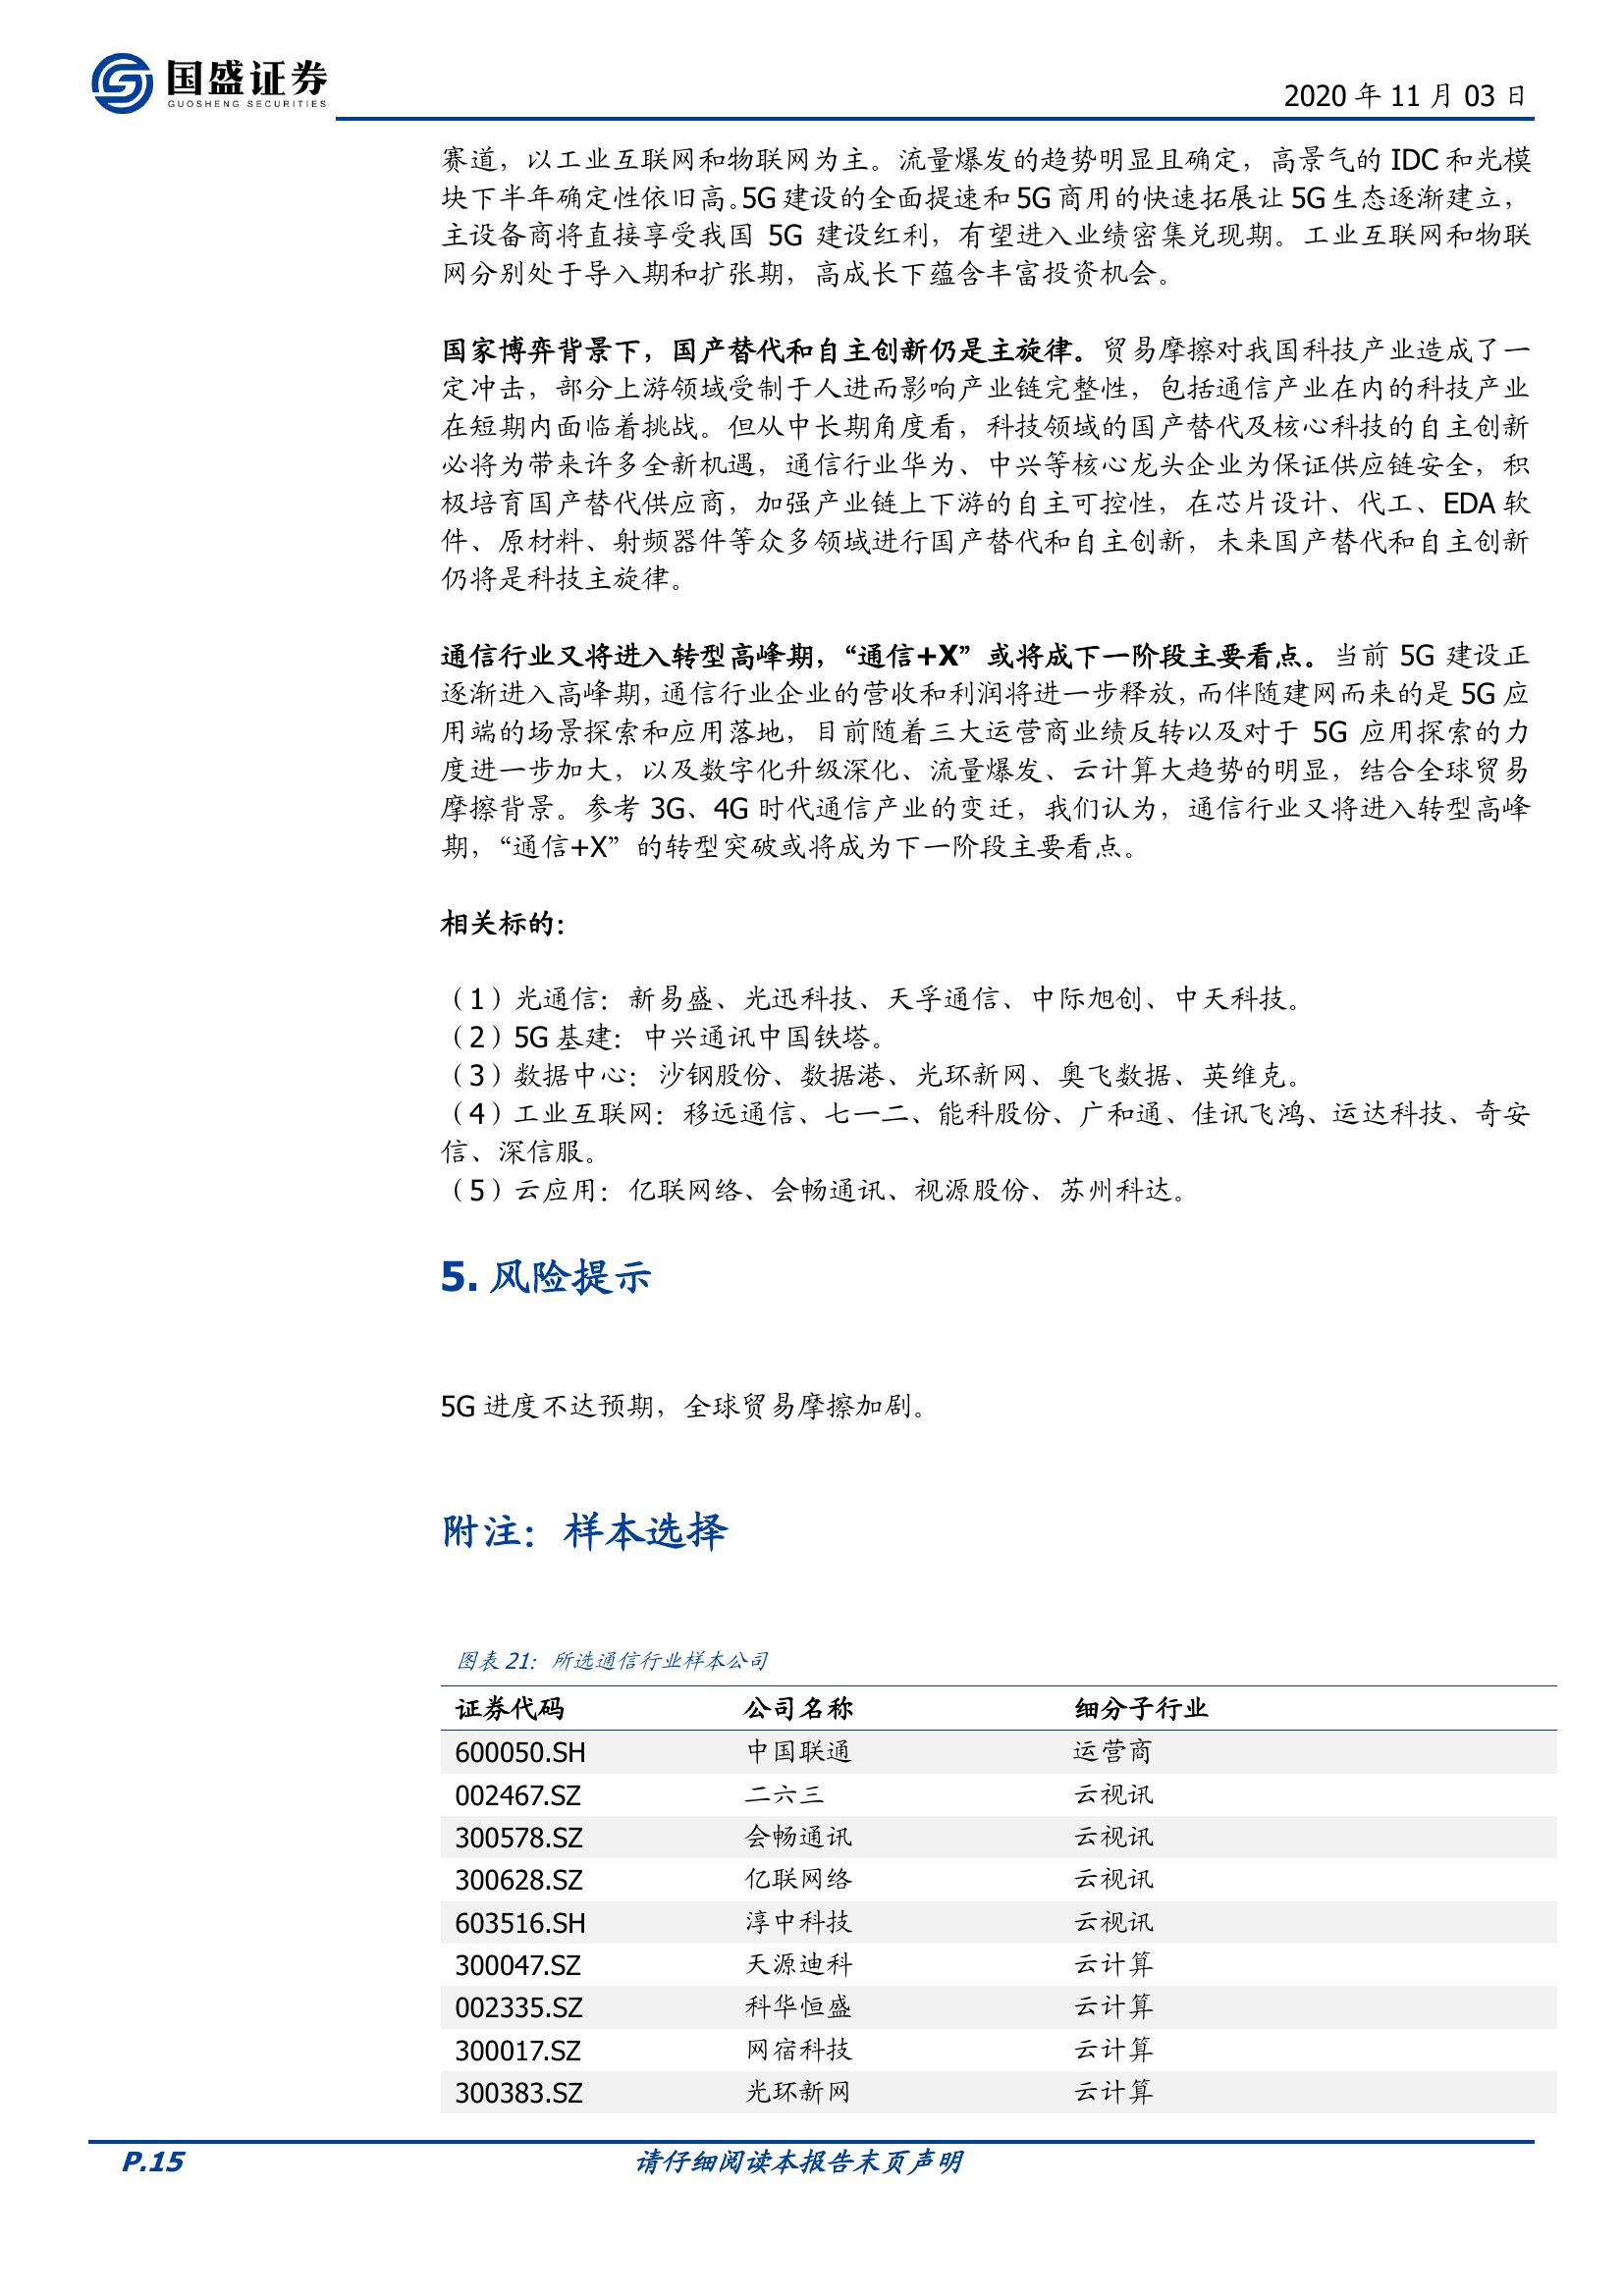 国盛证券
GUOSHENG SECURITIES
2020 年 11 月 03 日
赛道，以工业互联网和物联网为主。流量爆发的趋势明显且确定，高景气的 IDC 和光模
块下半年确定性依旧高。5G 建设的全面提速和 5G 商用的快速拓展让 5G 生态逐渐建立，
主设备商将直接享受我国 5G 建设红利，有望进入业绩密集兑现期。工业互联网和物联
网分别处于导入期和扩张期，高成长下蕴含丰富投资机会。
国家博弈背景下，国产替代和自主创新仍是主旋律。贸易摩擦对我国科技产业造成了一
定冲击，部分上游领域受制于人进而影响产业链完整性，包括通信产业在内的科技产业
在短期内面临着挑战。但从中长期角度看，科技领域的国产替代及核心科技的自主创新
必将为带来许多全新机遇，通信行业华为、中兴等核心龙头企业为保证供应链安全，积
极培育国产替代供应商，加强产业链上下游的自主可控性，在芯片设计、代工、EDA 软
件、原材料、射频器件等众多领域进行国产替代和自主创新，未来国产替代和自主创新
仍将是科技主旋律。
通信行业又将进入转型高峰期，“通信+X”或将成下一阶段主要看点。当前 5G 建设正
逐渐进入高峰期，通信行业企业的营收和利润将进一步释放，而伴随建网而来的是 5G 应
用端的场景探索和应用落地，目前随着三大运营商业绩反转以及对于 5G 应用探索的力
度进一步加大，以及数字化升级深化、流量爆发、云计算大趋势的明显，结合全球贸易
摩擦背景。参考 3G、4G 时代通信产业的变迁，我们认为，通信行业又将进入转型高峰
期，“通信+X”的转型突破或将成为下一阶段主要看点。
相关标的：
（1）光通信：新易盛、光迅科技、天孚通信、中际旭创、中天科技。
（2）5G 基建：中兴通讯中国铁塔。
（3）数据中心：沙钢股份、数据港、光环新网、奥飞数据、英维克。
（4）工业互联网：移远通信、七一二、能科股份、广和通、佳讯飞鸿、运达科技、奇安
信、深信服。
（5）云应用：亿联网络、会畅通讯、视源股份、苏州科达。
5. 风险提示
5G 进度不达预期，全球贸易摩擦加剧。
附注：样本选择
图表 21：所选通信行业样本公司
证券代码 公司名称 细分子行业
600050.SH 中国联通 运营商
002467.SZ 二六三 云视讯
300578.SZ 会畅通讯 云视讯
300628.SZ 亿联网络 云视讯
603516.SH 淳中科技 云视讯
300047.SZ 天源迪科 云计算
002335.SZ 科华恒盛 云计算
300017.SZ 网宿科技 云计算
300383.SZ 光环新网 云计算
P.15 请仔细阅读本报告末页声明